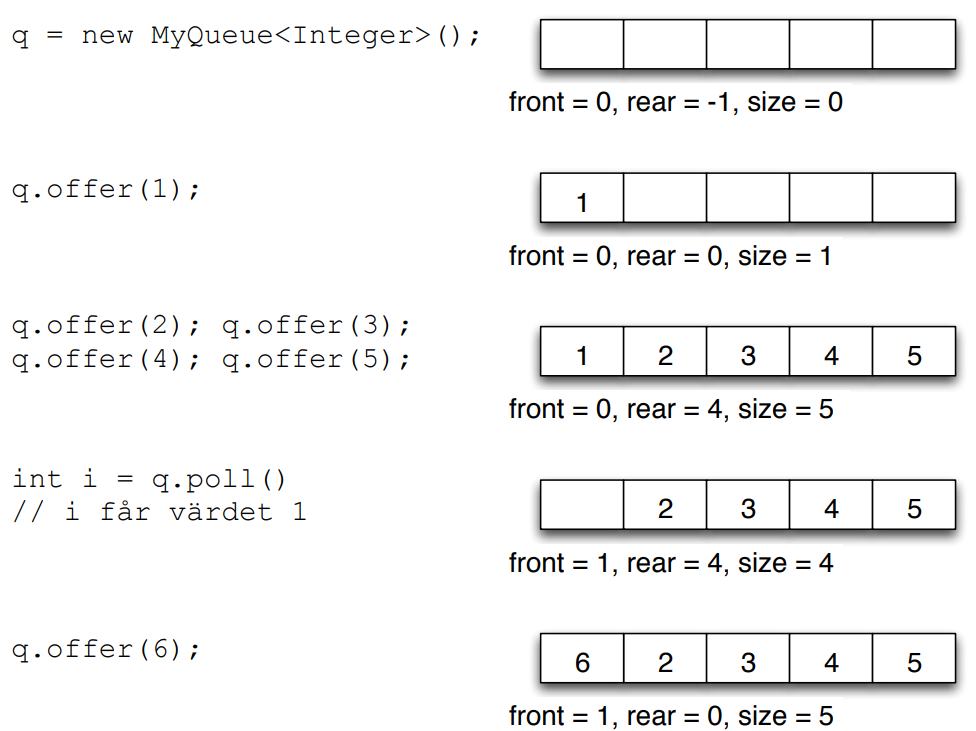 q = new MyQueue<Integer>();
front = 0, rear = -1, size = 0
q.offer(1);
1
front = 0, rear = 0, size = 1
q.offer(2); q.offer(3);
q.offer(4); q.offer(5);
1 2 3 4 5
front = 0, rear = 4, size = 5
int i = q.poll()
// i får värdet 1
2 3 4 5
front = 1, rear = 4, size = 4
q.offer(6);
6 2 3 4 5
front = 1, rear = 0, size = 5